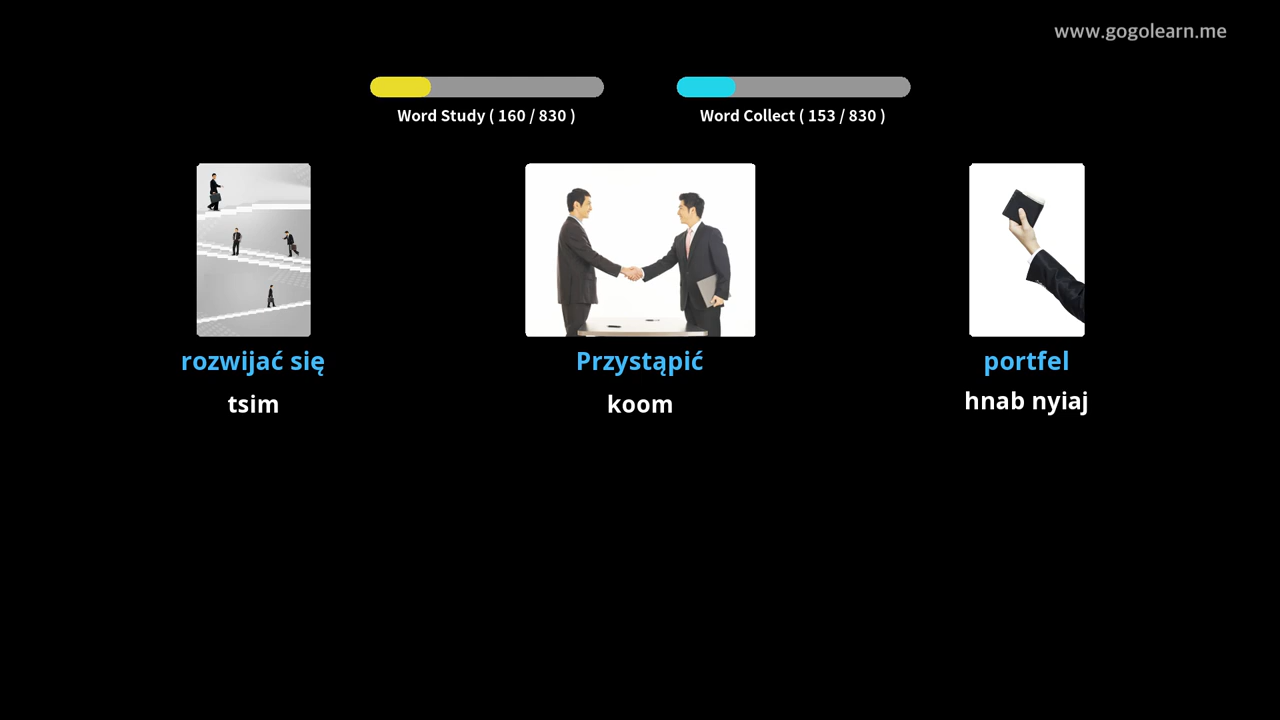 www.gogolearn.me
Word Study ( 160 / 830 )
Word Collect ( 153 / 830 )
rozwijać się
Przystąpić
portfel
tsim
koom
hnab nyiaj